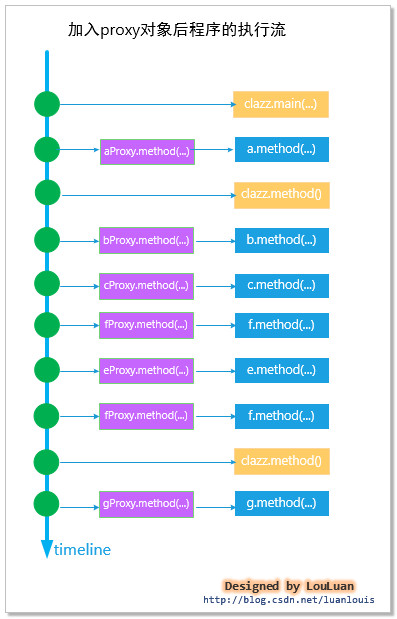 加入proxy对象后程序的执行流
clazz.main(...)
aProxy.method(...) a.method(...)
clazz.method()
bProxy.method(...) b.method(...)
cProxy.method(...) c.method(...)
fProxy.method(...) f.method(...)
eProxy.method(...) e.method(...)
fProxy.method(...) f.method(...)
clazz.method()
gProxy.method(...) g.method(...)
timeline
Designed by LouLuan
http://blog.csdn.net/luanlouis